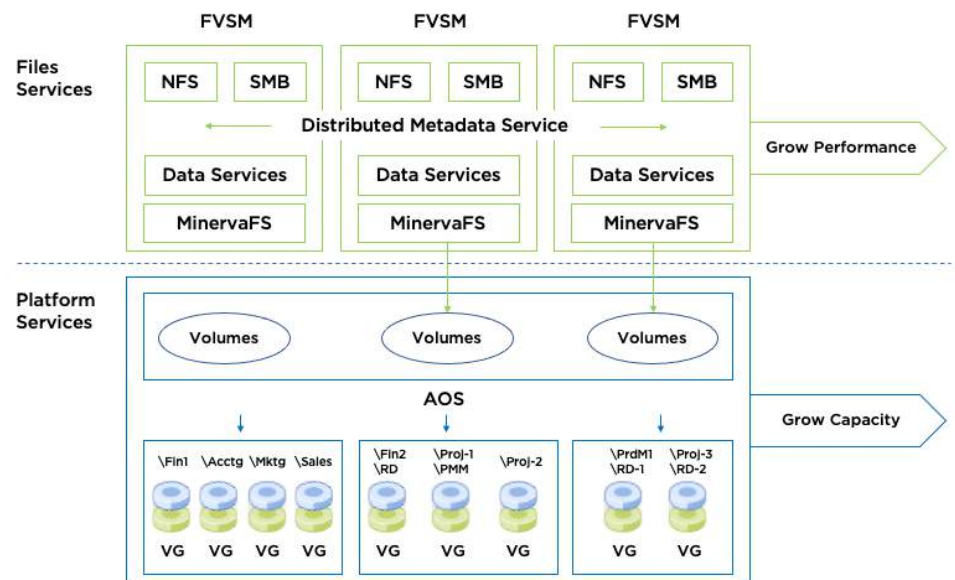 FVSM FVSM FVSM
Files
Services
NFS SMB NFS SMB NFS SMB
Distributed Metadata Service
Grow Performance
Data Services Data Services Data Services
MinervaFS MinervaFS MinervaFS
Platform
Services
Volumes Volumes Volumes
AOS
Grow Capacity
\Fin1 \Acctg \Mktg \Sales
\Fin2 \Proj-1 \Proj-2
\RD \PMM
\PrdM1 \Proj-3
\RD-1 \RD-2
VG VG VG VG VG VG VG VG VG